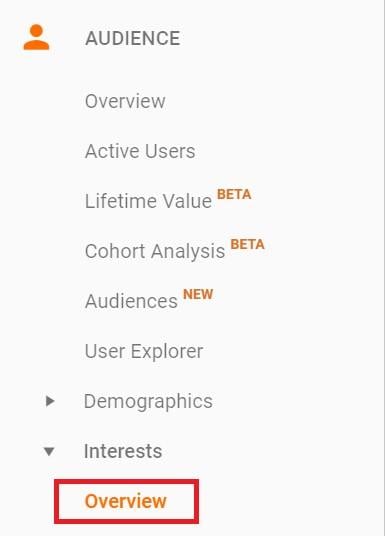 AUDIENCE
Overview
Active Users
Lifetime Value BETA
Cohort Analysis BETA
Audiences NEW
User Explorer
Demographics
Interests
Overview